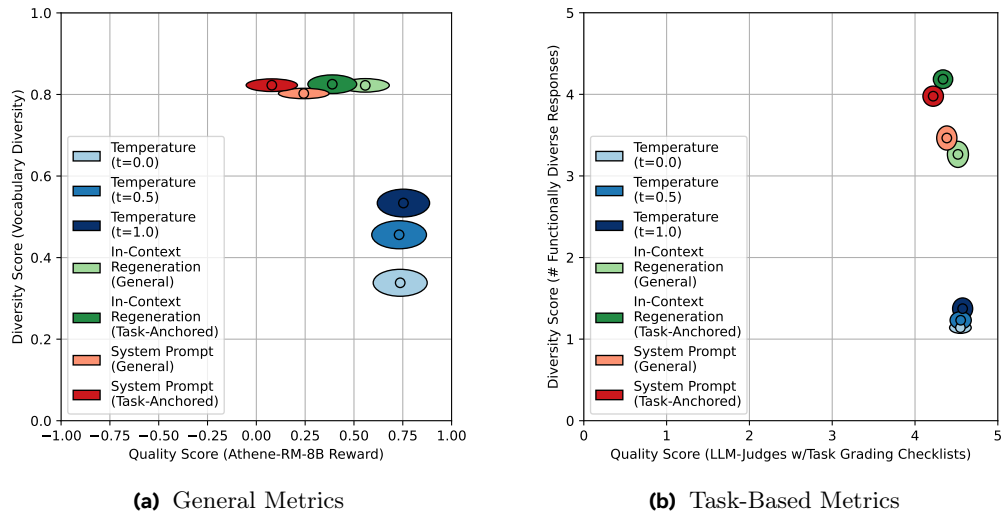 1.0
0.8
0.6
0.4
0.2
0.0
Diversity Score (Vocabulary Diversity)
Temperature
(t=0.0)
Temperature
(t=0.5)
Temperature
(t=1.0)
In-Context
Regeneration
(General)
In-Context
Regeneration
(Task-Anchored)
System Prompt
(General)
System Prompt
(Task-Anchored)
−1.00 −0.75 −0.50 −0.25 0.00 0.25 0.50 0.75 1.00
Quality Score (Athene-RM-8B Reward)
(a) General Metrics
5
4
3
2
1
0
Diversity Score (# Functionally Diverse Responses)
Temperature
(t=0.0)
Temperature
(t=0.5)
Temperature
(t=1.0)
In-Context
Regeneration
(General)
In-Context
Regeneration
(Task-Anchored)
System Prompt
(General)
System Prompt
(Task-Anchored)
0 1 2 3 4 5
Quality Score (LLM-Judges w/Task Grading Checklists)
(b) Task-Based Metrics